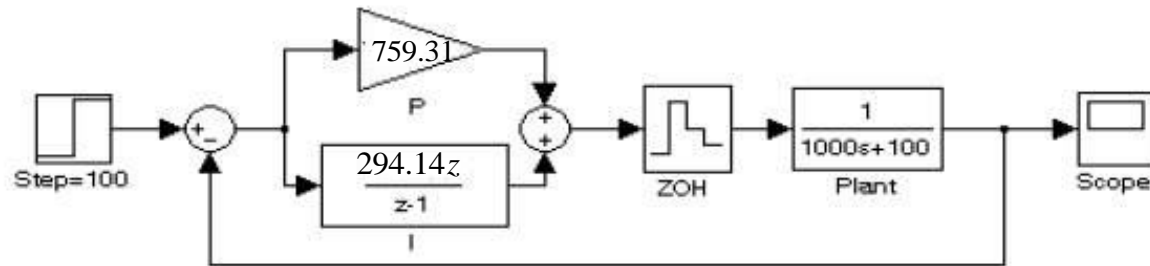 759.31
P
+
−
+
+
1
1000s+100
294.14z
z-1
I
Step=100
ZOH
Plant
Scope